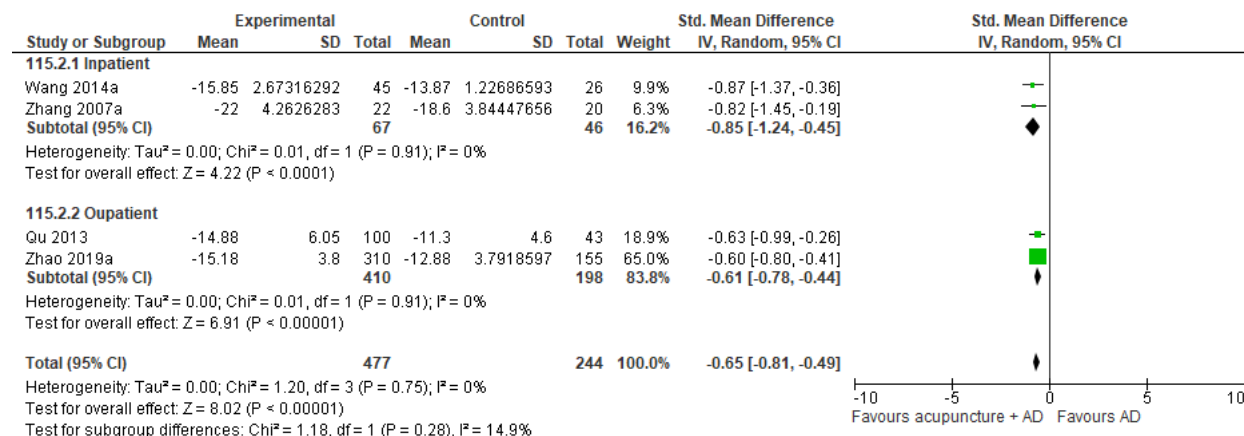 Experimental Control Std. Mean Difference Std. Mean Difference
Study or Subgroup Mean SD Total Mean SD Total Weight IV, Random, 95% CI IV, Random, 95% CI
115.2.1 Inpatient
Wang 2014a -15.85 2.67316292 45 -13.87 1.22686593 26 9.9% -0.87 [-1.37, -0.36]
Zhang 2007a -22 4.2626283 22 -18.6 3.84447656 20 6.3% -0.82 [-1.45, -0.19]
Subtotal (95% CI) 67 46 16.2% -0.85 [-1.24, -0.45]
Heterogeneity: Tau² = 0.00; Chi² = 0.01, df = 1 (P = 0.91); I² = 0%
Test for overall effect: Z = 4.22 (P < 0.0001)
115.2.2 Oupatient
Qu 2013 -14.88 6.05 100 -11.3 4.6 43 18.9% -0.63 [-0.99, -0.26]
Zhao 2019a -15.18 3.8 310 -12.88 3.7918597 155 65.0% -0.60 [-0.80, -0.41]
Subtotal (95% CI) 410 198 83.8% -0.61 [-0.78, -0.44]
Heterogeneity: Tau² = 0.00; Chi² = 0.01, df = 1 (P = 0.91); I² = 0%
Test for overall effect: Z = 6.91 (P < 0.00001)
Total (95% CI) 477 244 100.0% -0.65 [-0.81, -0.49]
Heterogeneity: Tau² = 0.00; Chi² = 1.20, df = 3 (P = 0.75); I² = 0%
Test for overall effect: Z = 8.02 (P < 0.00001)
Test for subgroup differences: Chi² = 1.18, df = 1 (P = 0.28), I² = 14.9%
-10 -5 0 5 10
Favours acupuncture + AD Favours AD